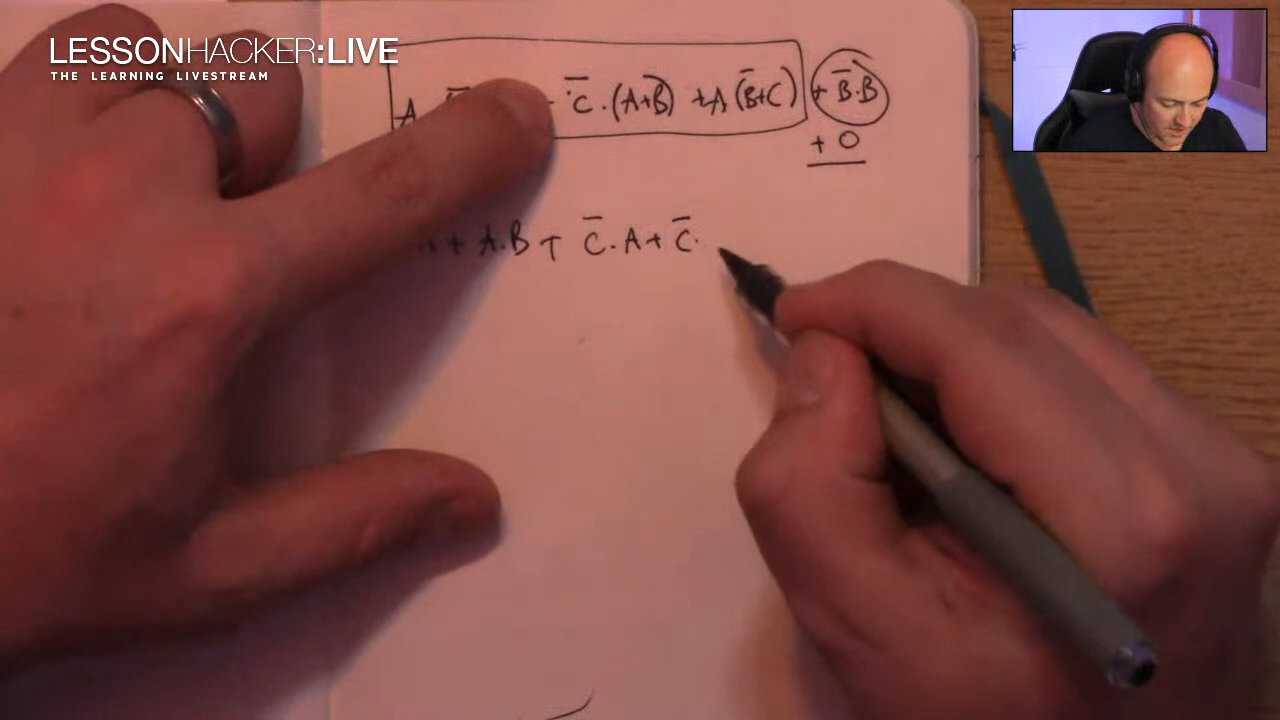 LESSONHACKER:LIVE
THE LEARNING LIVESTREAM
A C̅.(A+B) +A (B̅+C) + B̅.B
+ 0
+ A.B + C̅.A + C̅.